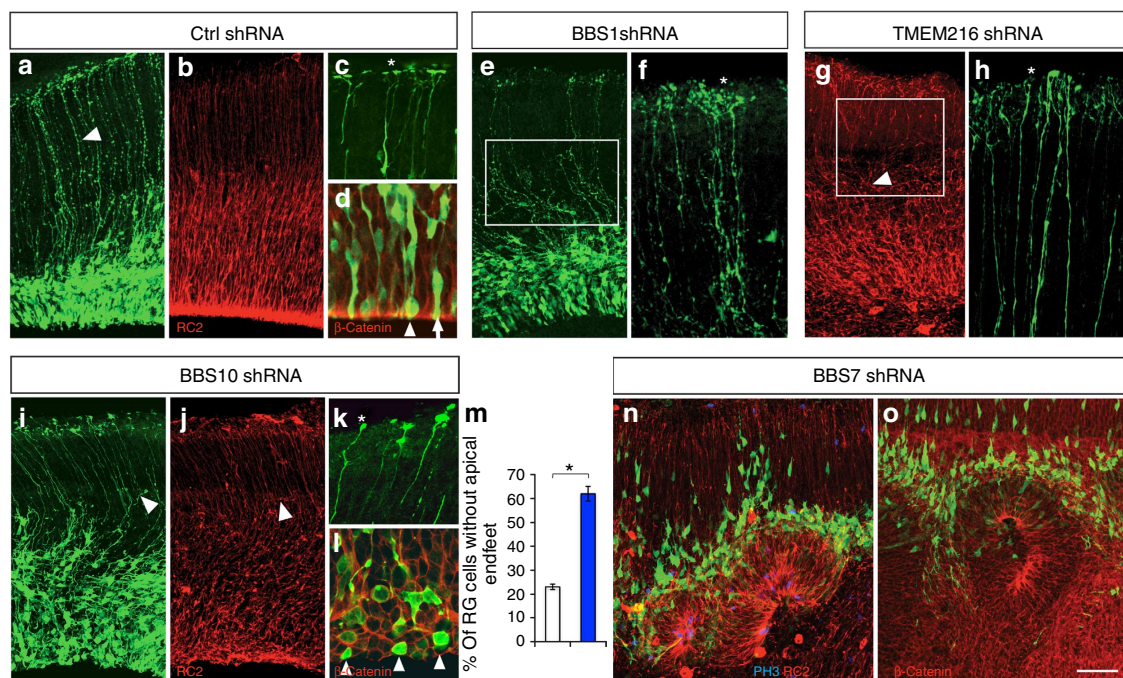 Ctrl shRNA
BBS1shRNA
TMEM216 shRNA
a
b
c
*
d
e
f
*
g
h
*
RC2
β-Catenin
BBS10 shRNA
BBS7 shRNA
i
j
k
*
l
m
n
o
% Of RG cells without apical
endfeet
70
60
50
40
30
20
10
0
*
RC2
β-Catenin
PH3 RC2
β-Catenin